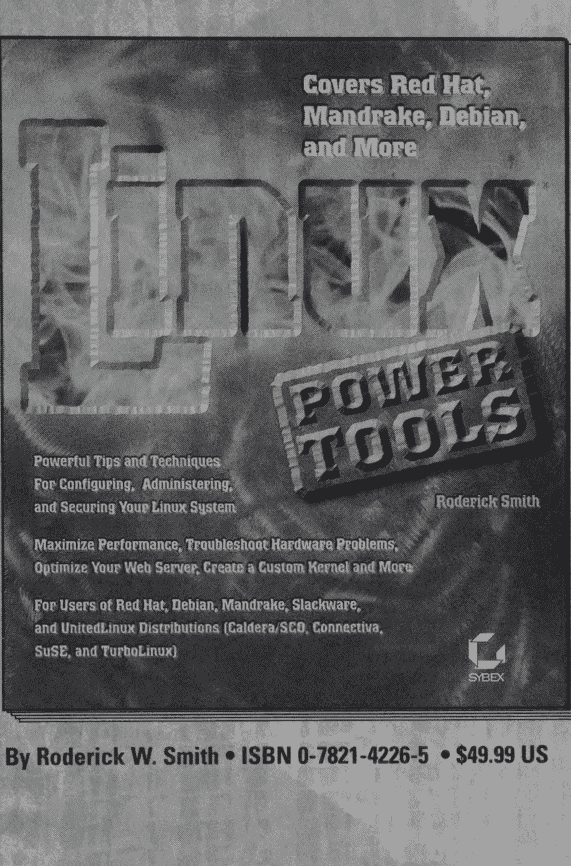 Covers Red Hat,
Mandrake, Debian,
and More
Linux
POWER
TOOLS
Roderick Smith
Powerful Tips and Techniques
For Configuring, Administering,
and Securing Your Linux System
Maximize Performance, Troubleshoot Hardware Problems,
Optimize Your Web Server, Create a Custom Kernel and More
For Users of Red Hat, Debian, Mandrake, Slackware,
and UnitedLinux Distributions (Caldera/SCO, Connectiva,
SuSE, and TurboLinux)
SYBEX
By Roderick W. Smith • ISBN 0-7821-4226-5 • $49.99 US